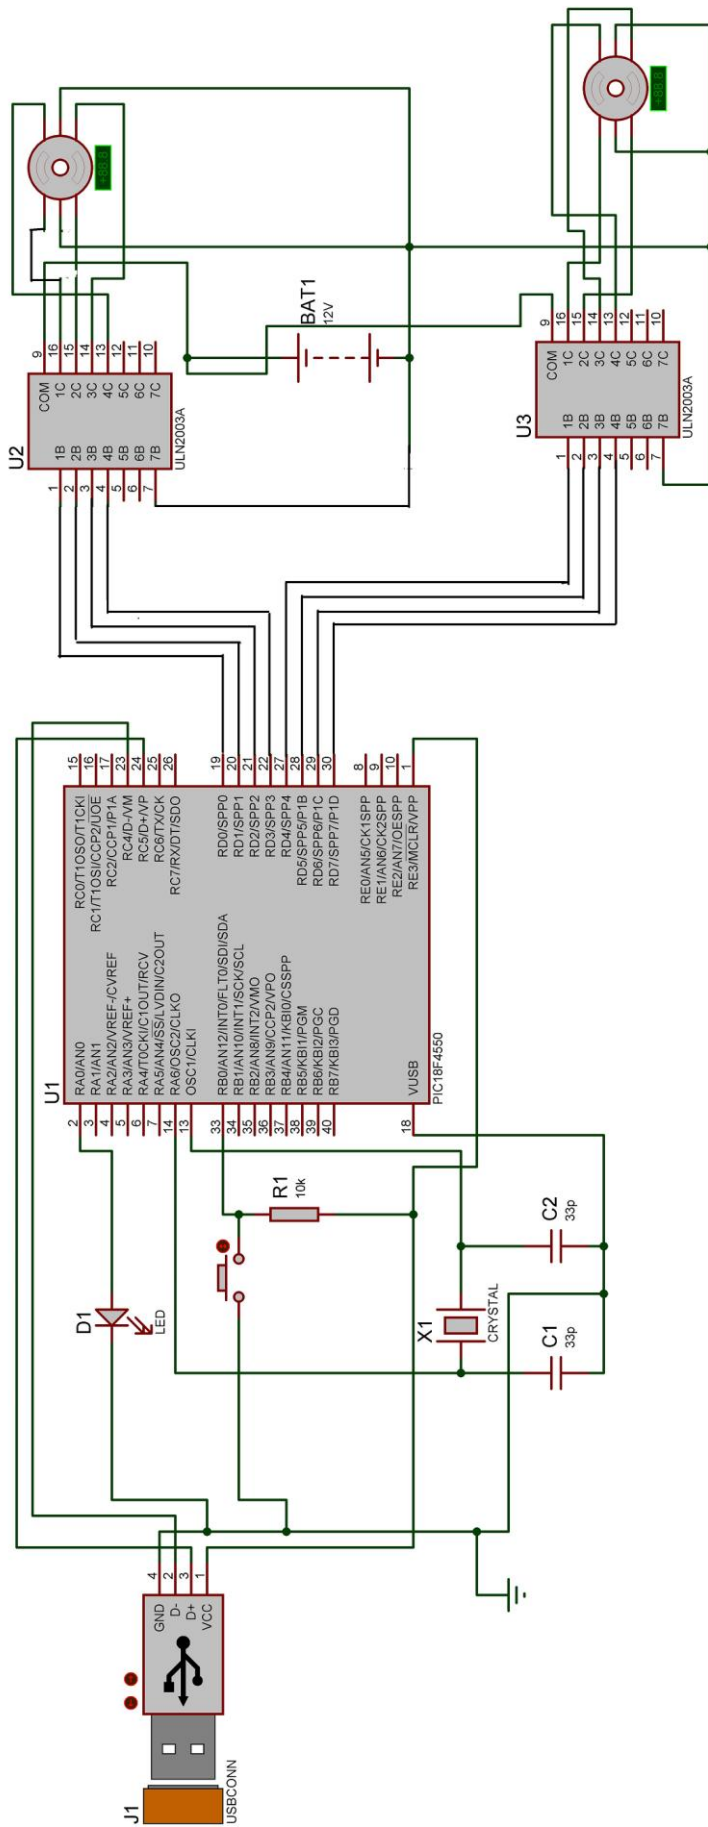 J1
USBCONN
GND
D-
D+
VCC
4
2
3
1
D1
LED
R1
10k
X1
CRYSTAL
C1
33p
C2
33p
U1
2
3
4
5
6
7
14
13
33
34
35
36
37
38
39
40
18
RA0/AN0
RA1/AN1
RA2/AN2/VREF-/CVREF
RA3/AN3/VREF+
RA4/T0CKI/C1OUT/RCV
RA5/AN4/SS/LVDIN/C2OUT
RA6/OSC2/CLKO
OSC1/CLKI
RB0/AN12/INT0/FLT0/SDI/SDA
RB1/AN10/INT1/SCK/SCL
RB2/AN8/INT2/VMO
RB3/AN9/CCP2/VPO
RB4/AN11/KBI0/CSSPP
RB5/KBI1/PGM
RB6/KBI2/PGC
RB7/KBI3/PGD
VUSB
PIC18F4550
RC0/T1OSO/T1CKI
RC1/T1OSI/CCP2/UOE
RC2/CCP1/P1A
RC4/D-/VM
RC5/D+/VP
RC6/TX/CK
RC7/RX/DT/SDO
RD0/SPP0
RD1/SPP1
RD2/SPP2
RD3/SPP3
RD4/SPP4
RD5/SPP5/P1B
RD6/SPP6/P1C
RD7/SPP7/P1D
RE0/AN5/CK1SPP
RE1/AN6/CK2SPP
RE2/AN7/OESPP
RE3/MCLR/VPP
15
16
17
23
24
25
26
19
20
21
22
27
28
29
30
8
9
10
1
U2
1
2
3
4
5
6
7
1B
2B
3B
4B
5B
6B
7B
COM
1C
2C
3C
4C
5C
6C
7C
9
16
15
14
13
12
11
10
ULN2003A
+88.8
BAT1
12V
U3
1
2
3
4
5
6
7
1B
2B
3B
4B
5B
6B
7B
COM
1C
2C
3C
4C
5C
6C
7C
9
16
15
14
13
12
11
10
ULN2003A
+88.8